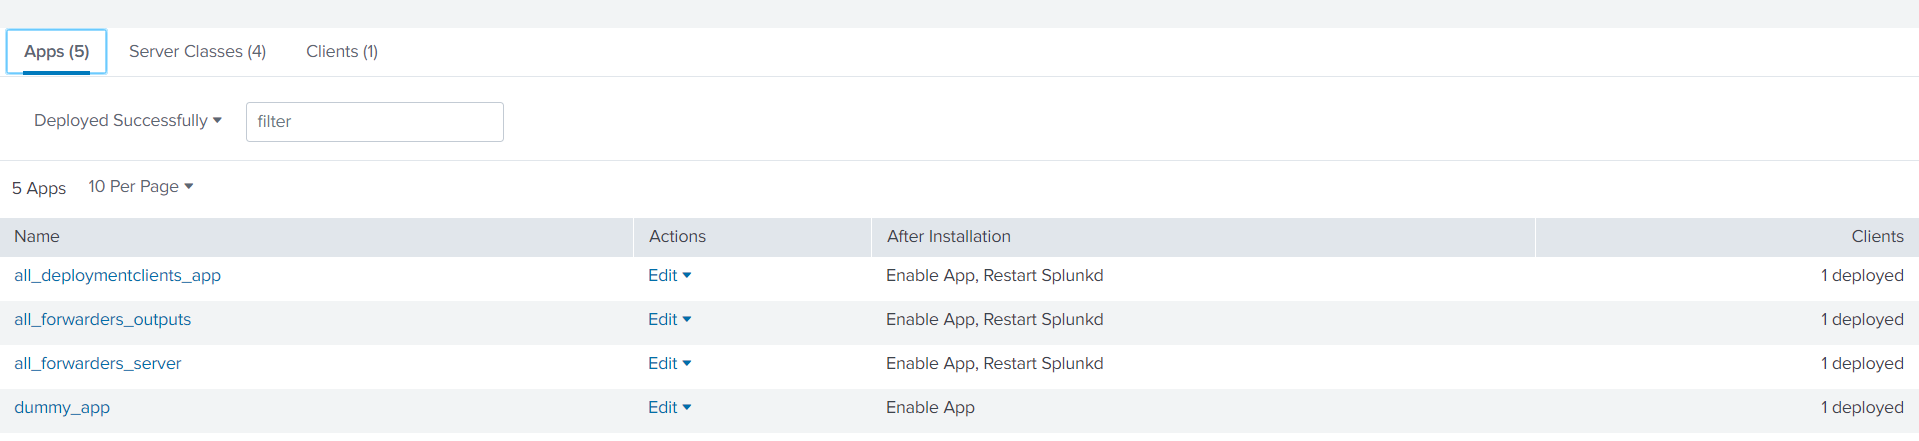 Apps (5) Server Classes (4) Clients (1)
Deployed Successfully filter
5 Apps 10 Per Page
Name Actions After Installation Clients
all_deploymentclients_app Edit Enable App, Restart Splunkd 1 deployed
all_forwarders_outputs Edit Enable App, Restart Splunkd 1 deployed
all_forwarders_server Edit Enable App, Restart Splunkd 1 deployed
dummy_app Edit Enable App 1 deployed